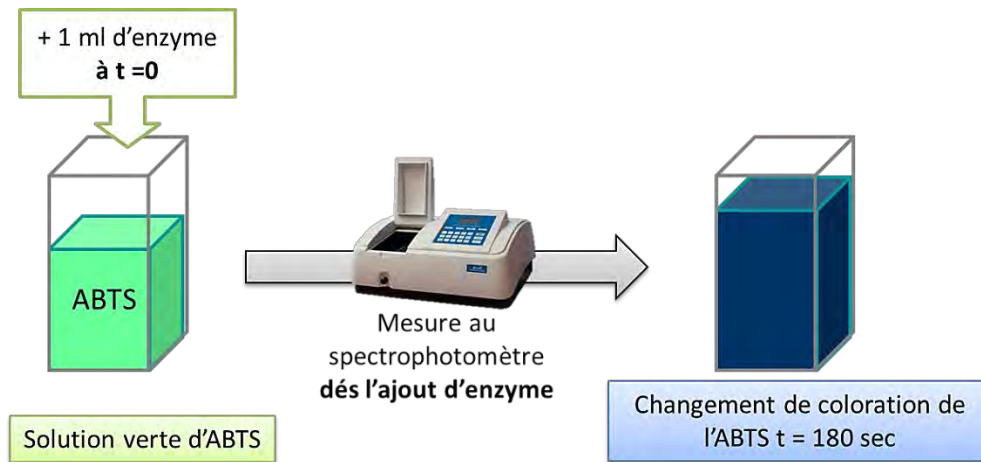 + 1 ml d'enzyme
à t =0
ABTS
Mesure au
spectrophotomètre
dés l'ajout d'enzyme
Solution verte d'ABTS
Changement de coloration de
l'ABTS t = 180 sec